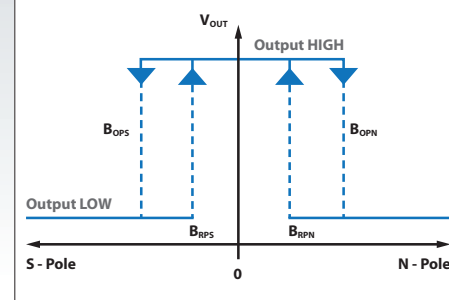 VOUT
Output HIGH
BOPS
BOPN
Output LOW
BRPS
BRPN
S - Pole
N - Pole
0